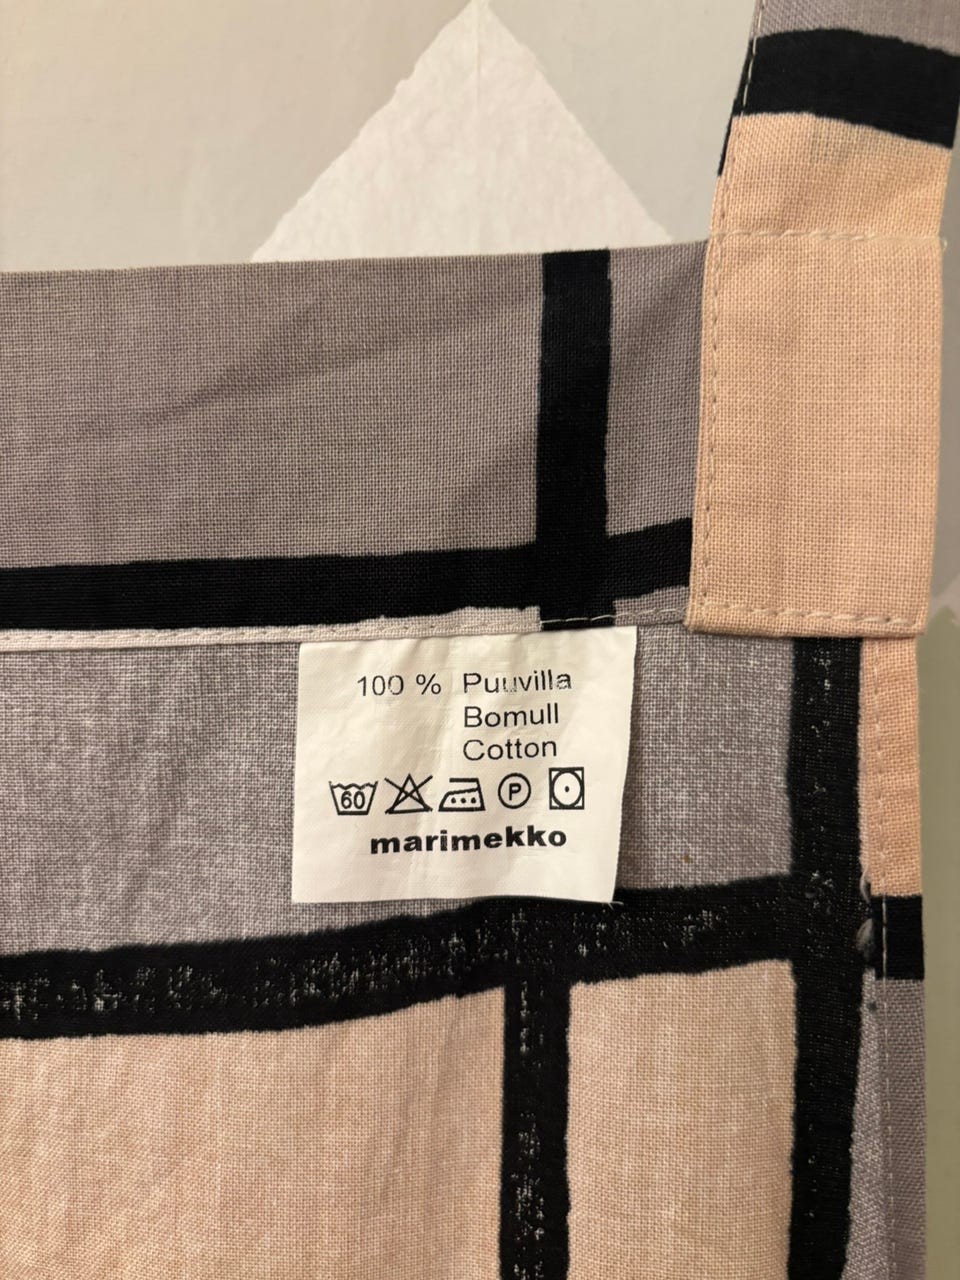 100 % Puuvilla
Bomull
Cotton
60 P
marimekko